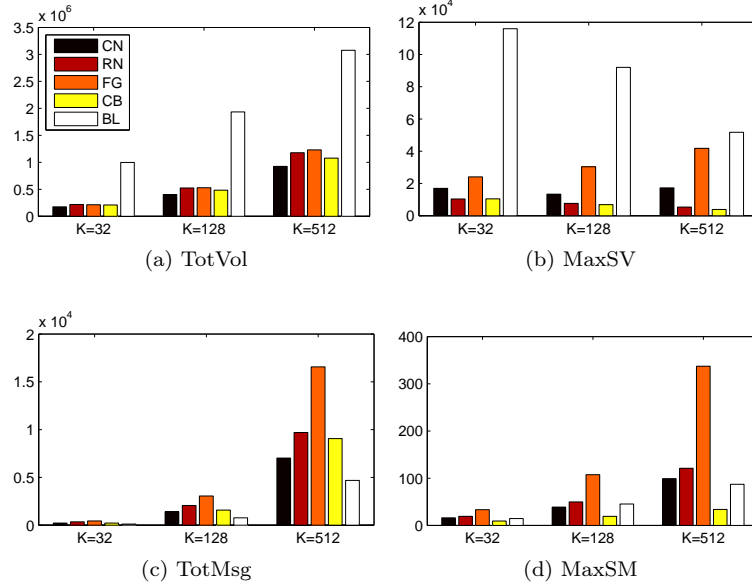 x 10^6
3.5
3
2.5
2
1.5
1
0.5
0
CN
RN
FG
CB
BL
K=32 K=128 K=512
(a) TotVol
x 10^4
12
10
8
6
4
2
0
K=32 K=128 K=512
(b) MaxSV
x 10^4
2
1.5
1
0.5
0
K=32 K=128 K=512
(c) TotMsg
400
300
200
100
0
K=32 K=128 K=512
(d) MaxSM